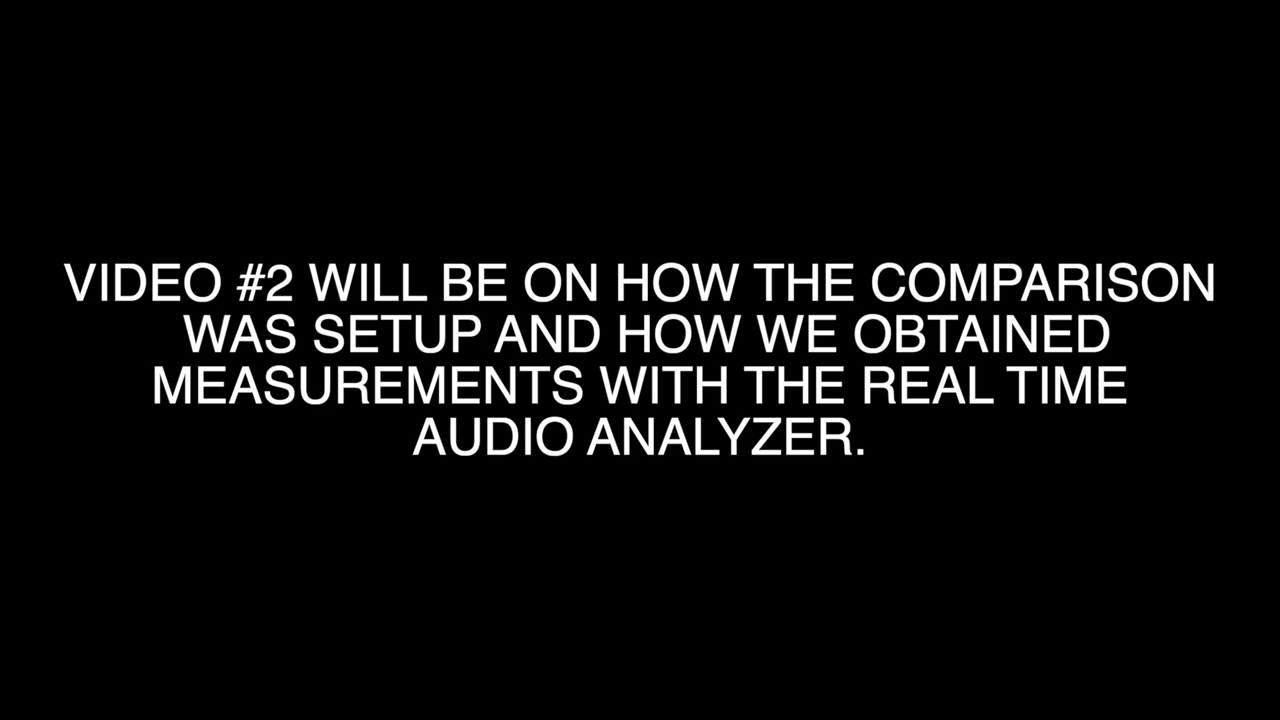 VIDEO #2 WILL BE ON HOW THE COMPARISON
WAS SETUP AND HOW WE OBTAINED
MEASUREMENTS WITH THE REAL TIME
AUDIO ANALYZER.